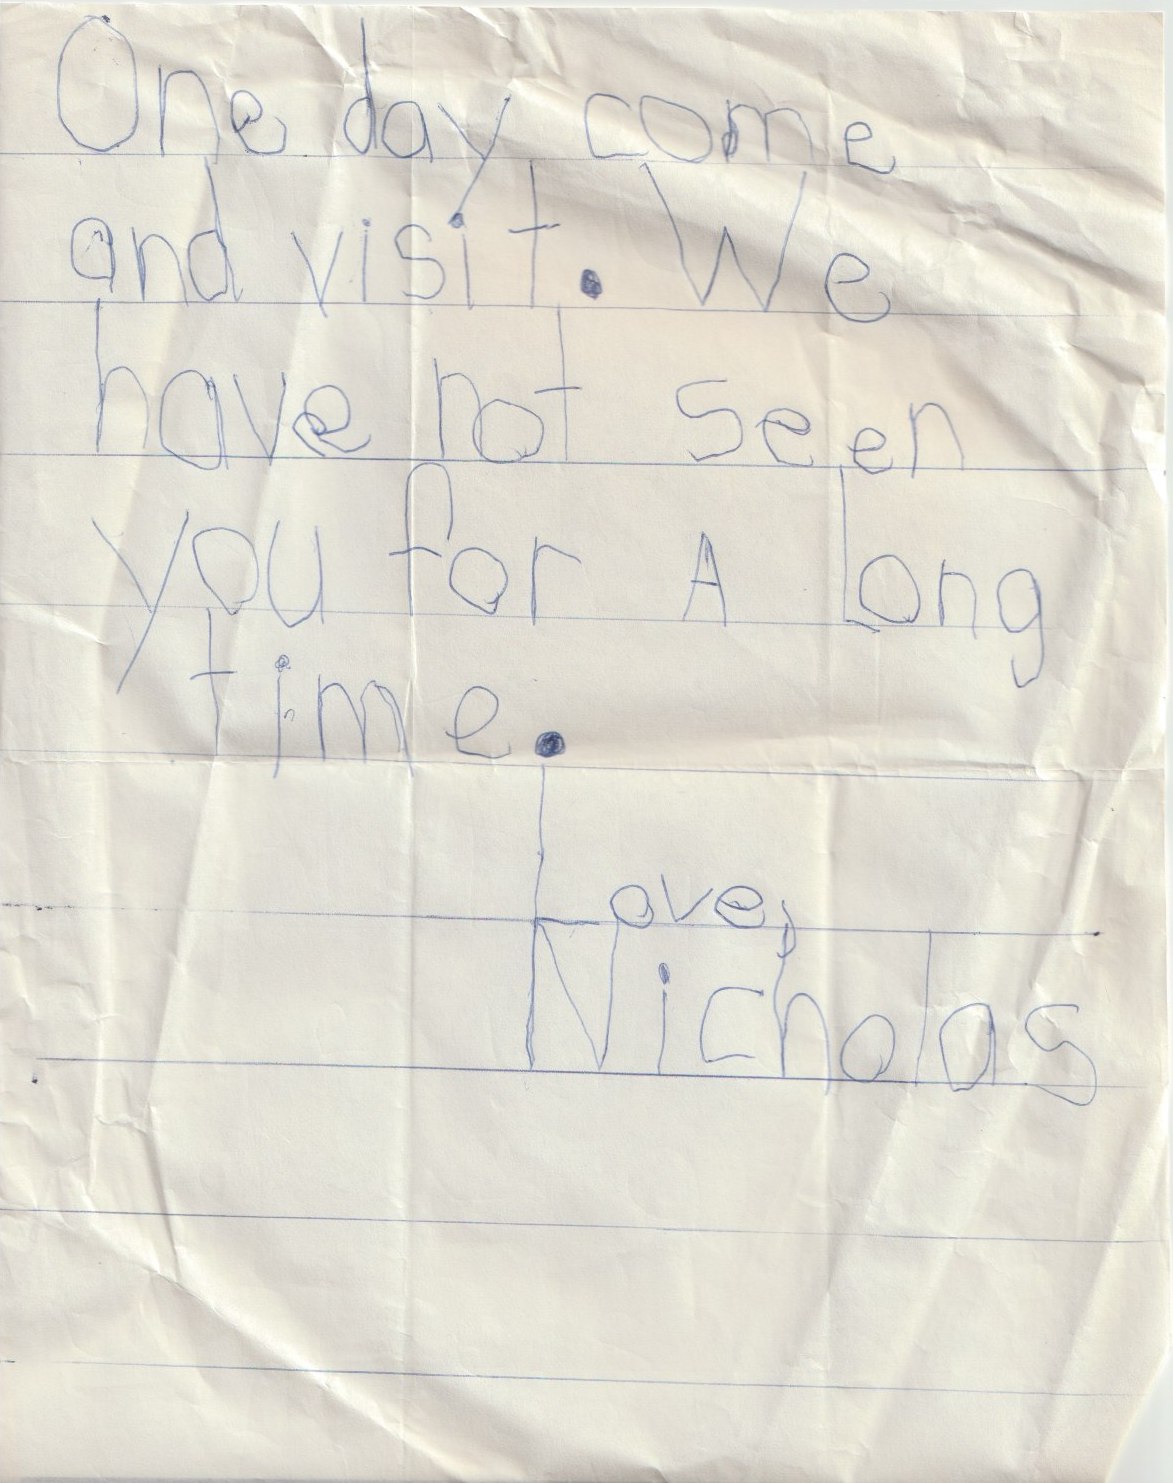 One day come
and visit. We
have not seen
you for A Long
time.
Love,
Nicholas